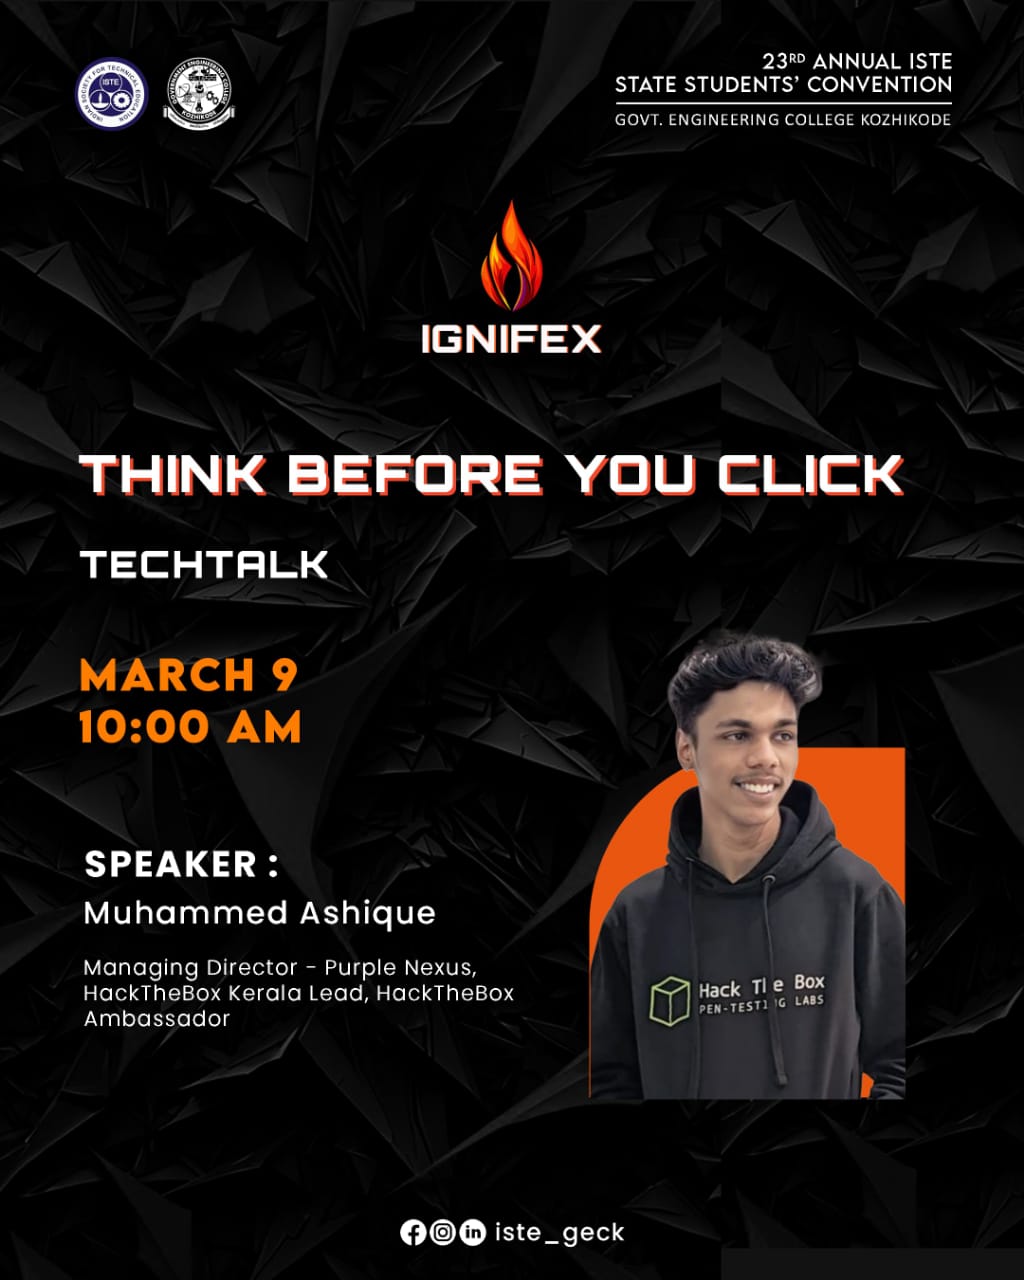 INDIAN SOCIETY FOR TECHNICAL EDUCATION
ISTE
GOVERNMENT ENGINEERING COLLEGE
KOZHIKODE
23RD ANNUAL ISTE
STATE STUDENTS' CONVENTION
GOVT. ENGINEERING COLLEGE KOZHIKODE
IGNIFEX
THINK BEFORE YOU CLICK
TECHTALK
MARCH 9
10:00 AM
SPEAKER :
Muhammed Ashique
Managing Director - Purple Nexus,
HackTheBox Kerala Lead, HackTheBox
Ambassador
Hack The Box
PEN-TESTING LABS
iste_geck